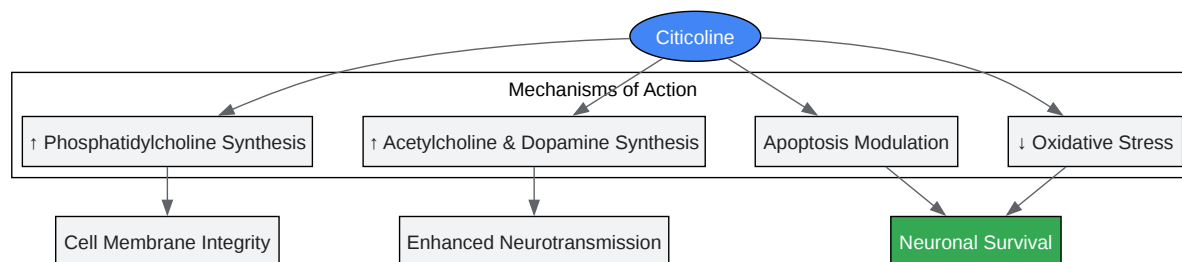 Citicoline
Mechanisms of Action
↑ Phosphatidylcholine Synthesis
↑ Acetylcholine & Dopamine Synthesis
Apoptosis Modulation
↓ Oxidative Stress
Cell Membrane Integrity
Enhanced Neurotransmission
Neuronal Survival